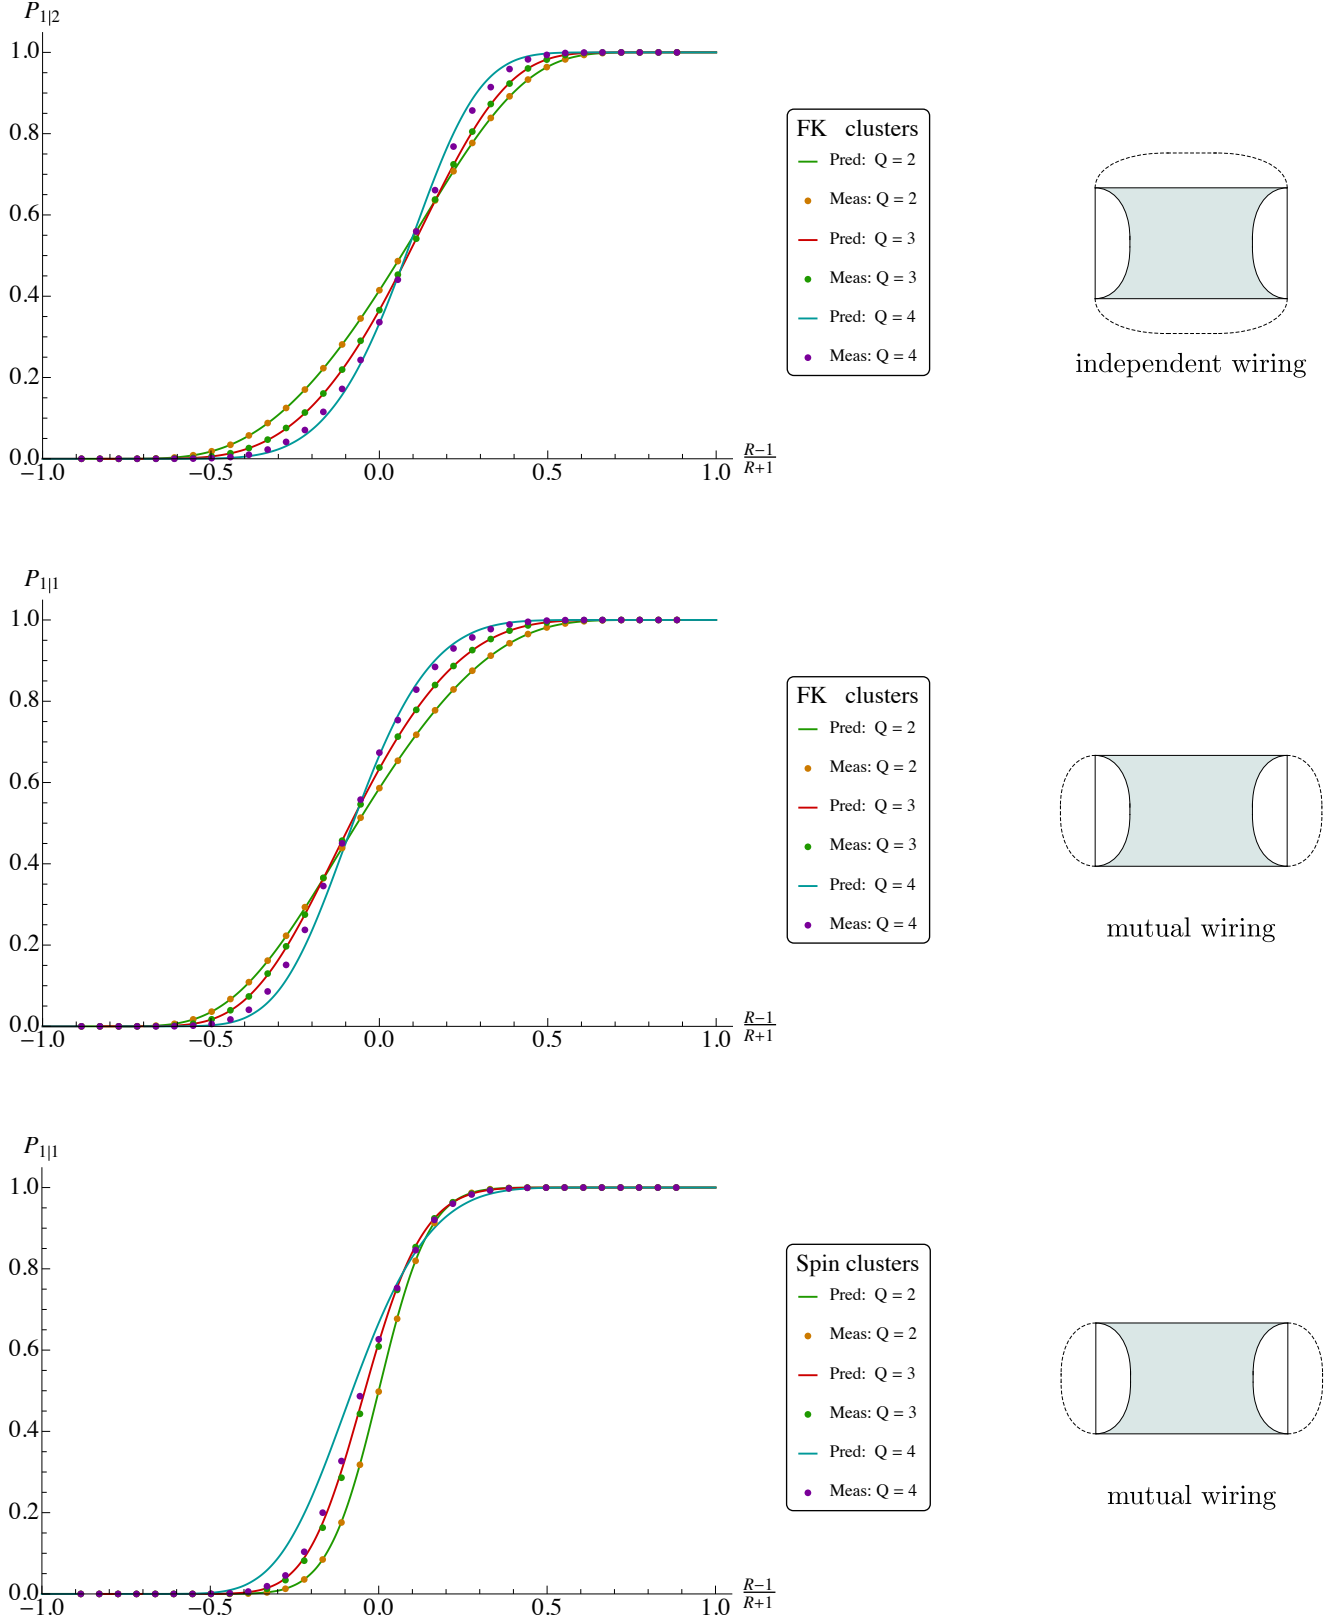 P1|2
1.0
0.8
0.6
0.4
0.2
0.0
−1.0 −0.5 0.0 0.5 1.0
R−1
R+1
FK clusters
Pred: Q = 2
Meas: Q = 2
Pred: Q = 3
Meas: Q = 3
Pred: Q = 4
Meas: Q = 4
independent wiring
P1|1
1.0
0.8
0.6
0.4
0.2
0.0
−1.0 −0.5 0.0 0.5 1.0
R−1
R+1
FK clusters
Pred: Q = 2
Meas: Q = 2
Pred: Q = 3
Meas: Q = 3
Pred: Q = 4
Meas: Q = 4
mutual wiring
P1|1
1.0
0.8
0.6
0.4
0.2
0.0
−1.0 −0.5 0.0 0.5 1.0
R−1
R+1
Spin clusters
Pred: Q = 2
Meas: Q = 2
Pred: Q = 3
Meas: Q = 3
Pred: Q = 4
Meas: Q = 4
mutual wiring